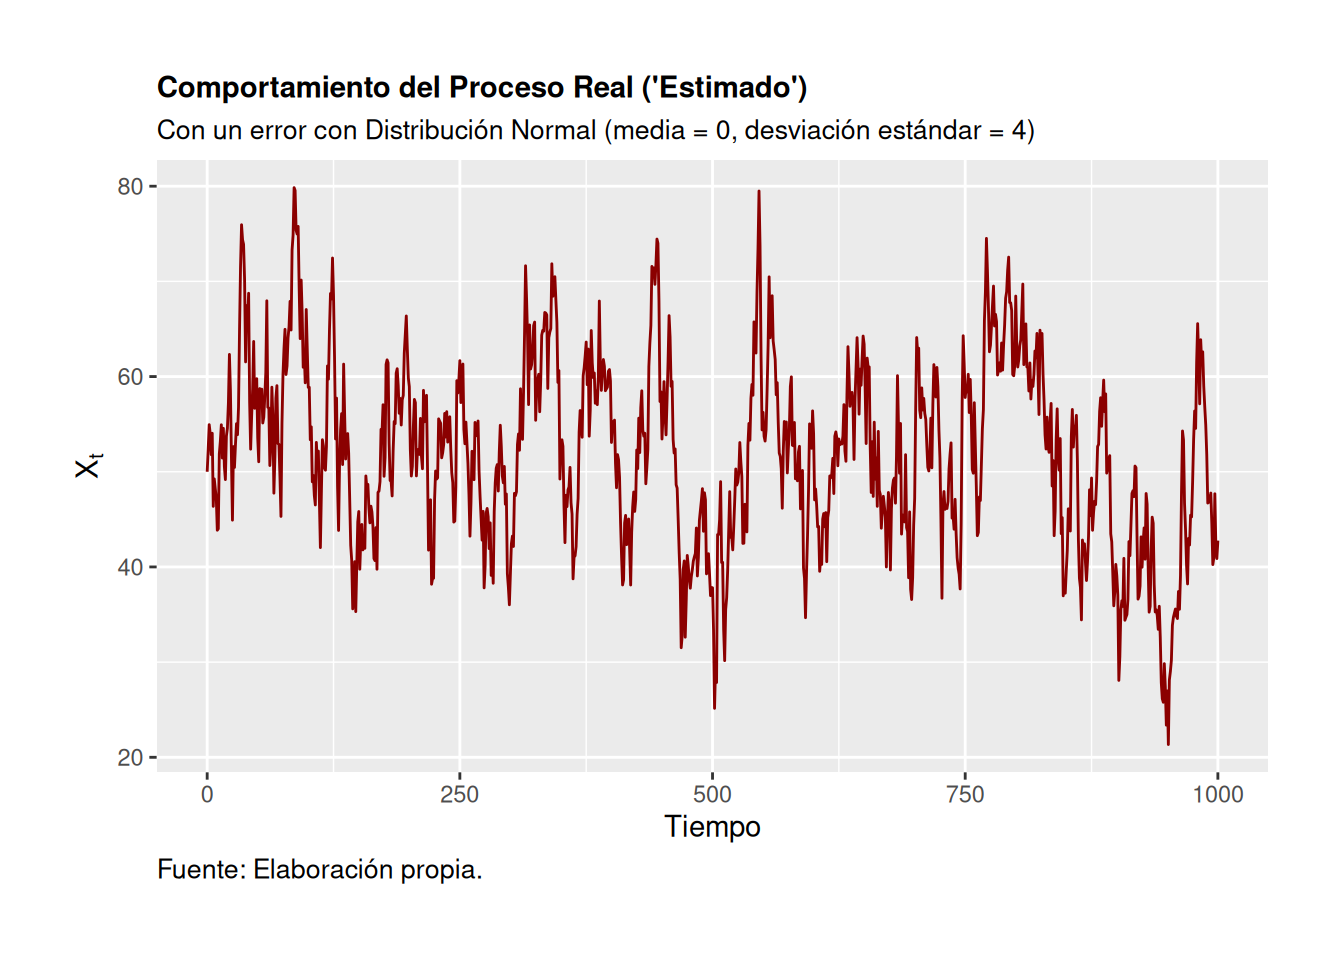 Comportamiento del Proceso Real ('Estimado')
Con un error con Distribución Normal (media = 0, desviación estándar = 4)
80
60
40
20
X_t
0 250 500 750 1000
Tiempo
Fuente: Elaboración propia.